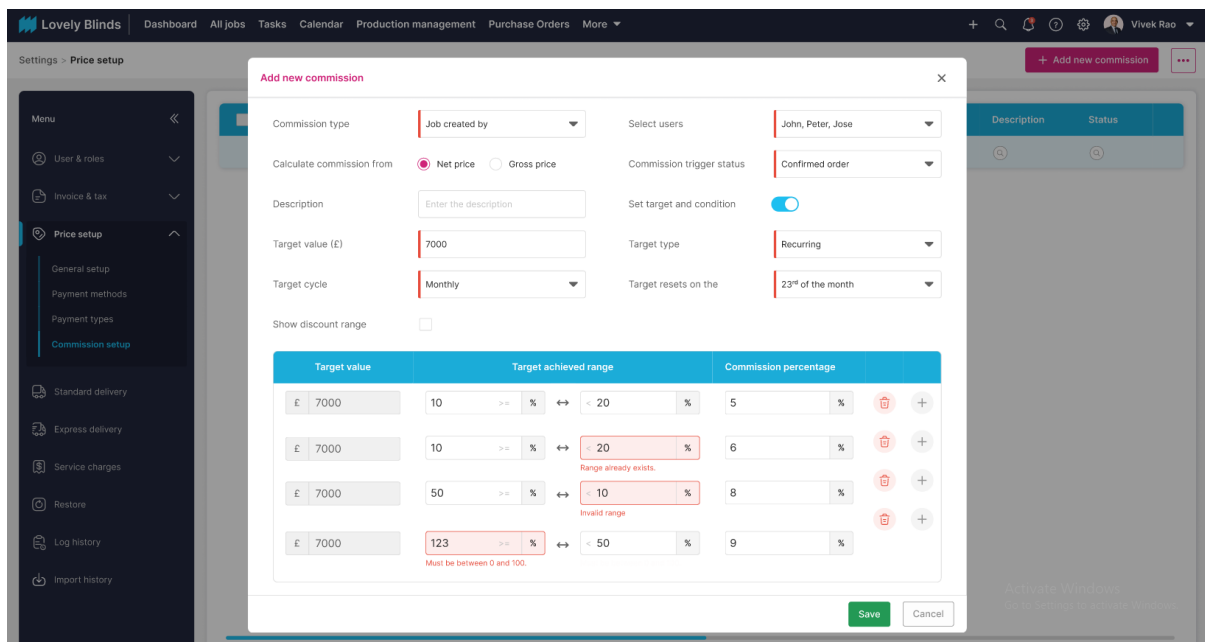 Lovely Blinds Dashboard All jobs Tasks Calendar Production management Purchase Orders More Vivek Rao
Settings > Price setup
+ Add new commission
Add new commission
Menu
User & roles
Invoice & tax
Price setup
General setup
Payment methods
Payment types
Commission setup
Standard delivery
Express delivery
Service charges
Restore
Log history
Import history
Description Status
Commission type Job created by Select users John, Peter, Jose
Calculate commission from Net price Gross price Commission trigger status Confirmed order
Description Enter the description Set target and condition
Target value (£) 7000 Target type Recurring
Target cycle Monthly Target resets on the 23rd of the month
Show discount range
Target value Target achieved range Commission percentage
£ 7000 10 >= % ↔ < 20 % 5 %
£ 7000 10 >= % ↔ < 20 % 6 %
Range already exists.
£ 7000 50 >= % ↔ < 10 % 8 %
Invalid range
£ 7000 123 >= % ↔ < 50 % 9 %
Must be between 0 and 100.
Save Cancel
Activate Windows
Go to Settings to activate Windows.